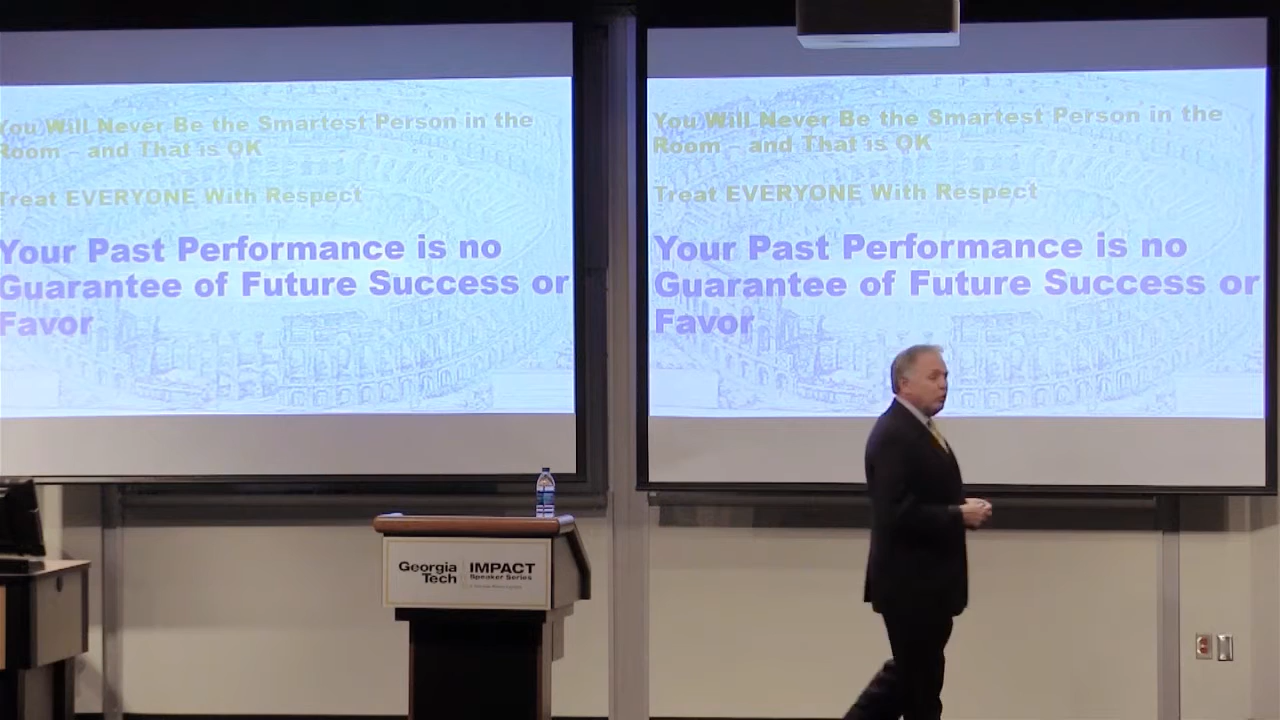 You Will Never Be the Smartest Person in the
Room – and That is OK
Treat EVERYONE With Respect
Your Past Performance is no
Guarantee of Future Success or
Favor
You Will Never Be the Smartest Person in the
Room – and That is OK
Treat EVERYONE With Respect
Your Past Performance is no
Guarantee of Future Success or
Favor
Georgia
Tech
IMPACT
Speaker Series